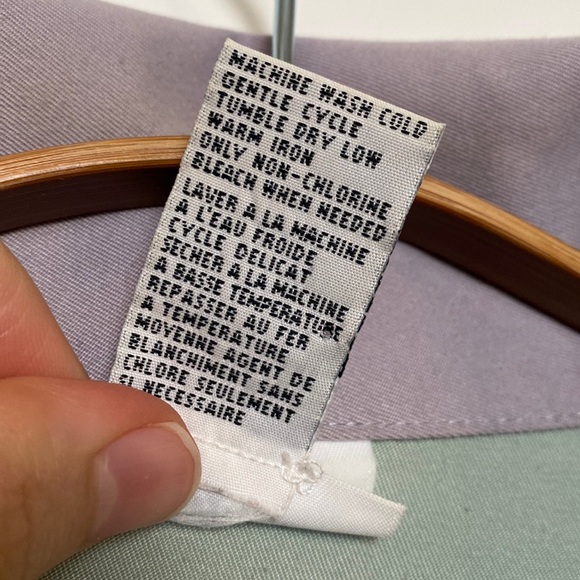 MACHINE WASH COLD
GENTLE CYCLE
TUMBLE DRY LOW
WARM IRON
ONLY NON-CHLORINE
BLEACH WHEN NEEDED
LAVER A LA MACHINE
A L'EAU FROIDE
CYCLE DELICAT
SECHER A LA MACHINE
A BASSE TEMPERATURE
REPASSER AU FER
A TEMPERATURE
MOYENNE AGENT DE
BLANCHIMENT SANS
CHLORE SEULEMENT
SI NECESSAIRE